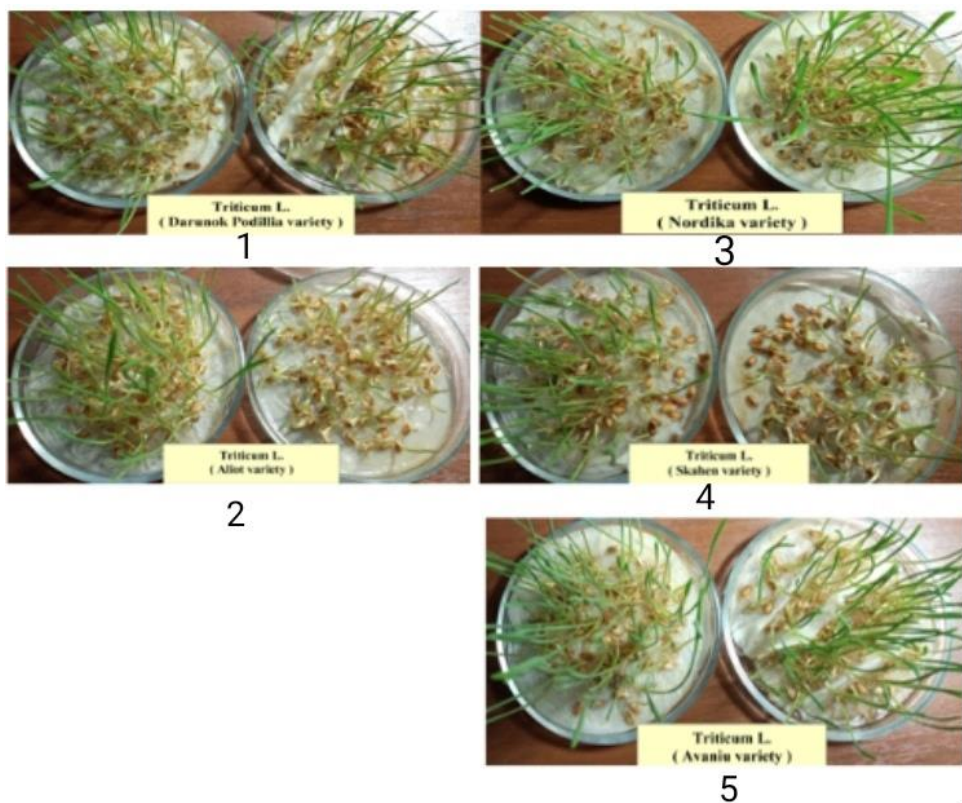 Triticum L.
( Darunok Podillia variety )
1
Triticum L.
( Nordika variety )
3
Triticum L.
( Aliot variety )
2
Triticum L.
( Skahen variety )
4
Triticum L.
( Avaniu variety )
5